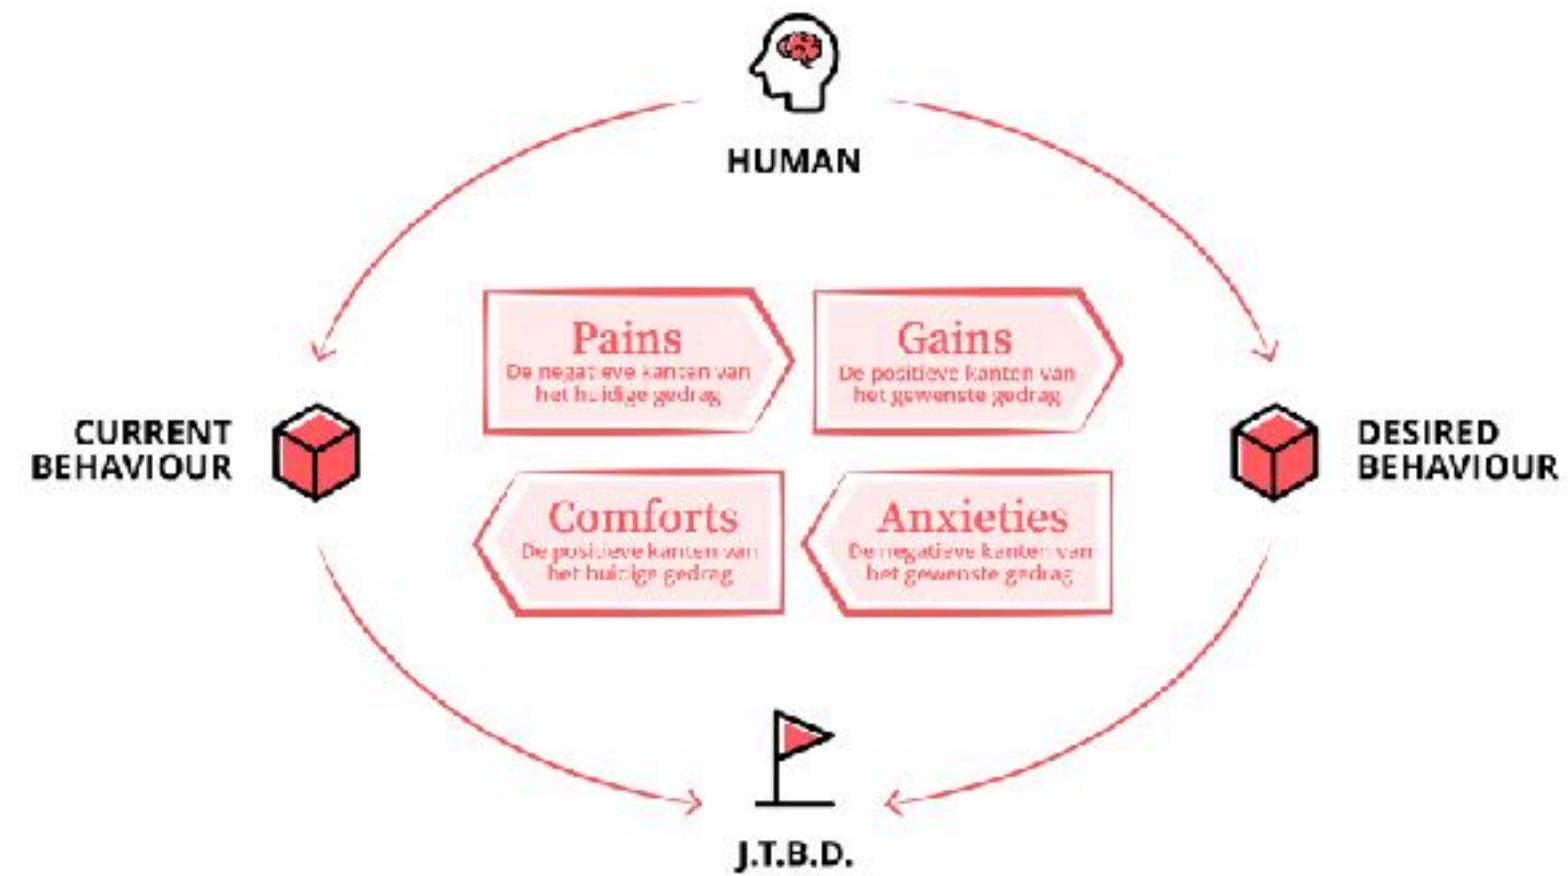 HUMAN
Pains
De negatieve kanten van
het huidige gedrag
Gains
De positieve kanten van
het gewenste gedrag
CURRENT
BEHAVIOUR
DESIRED
BEHAVIOUR
Comforts
De positieve kanten van
het huidige gedrag
Anxieties
De negatieve kanten van
het gewenste gedrag
J.T.B.D.